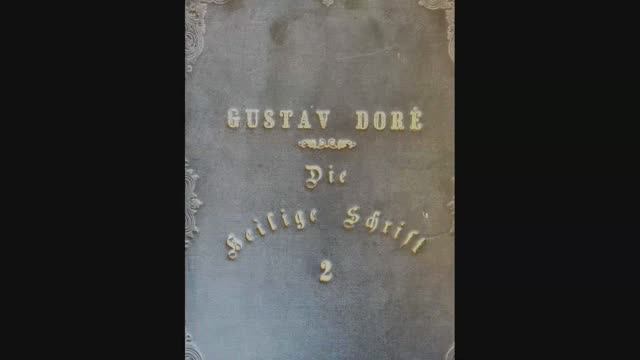 GUSTAV DORÉ
Die
Heilige Schrift
2